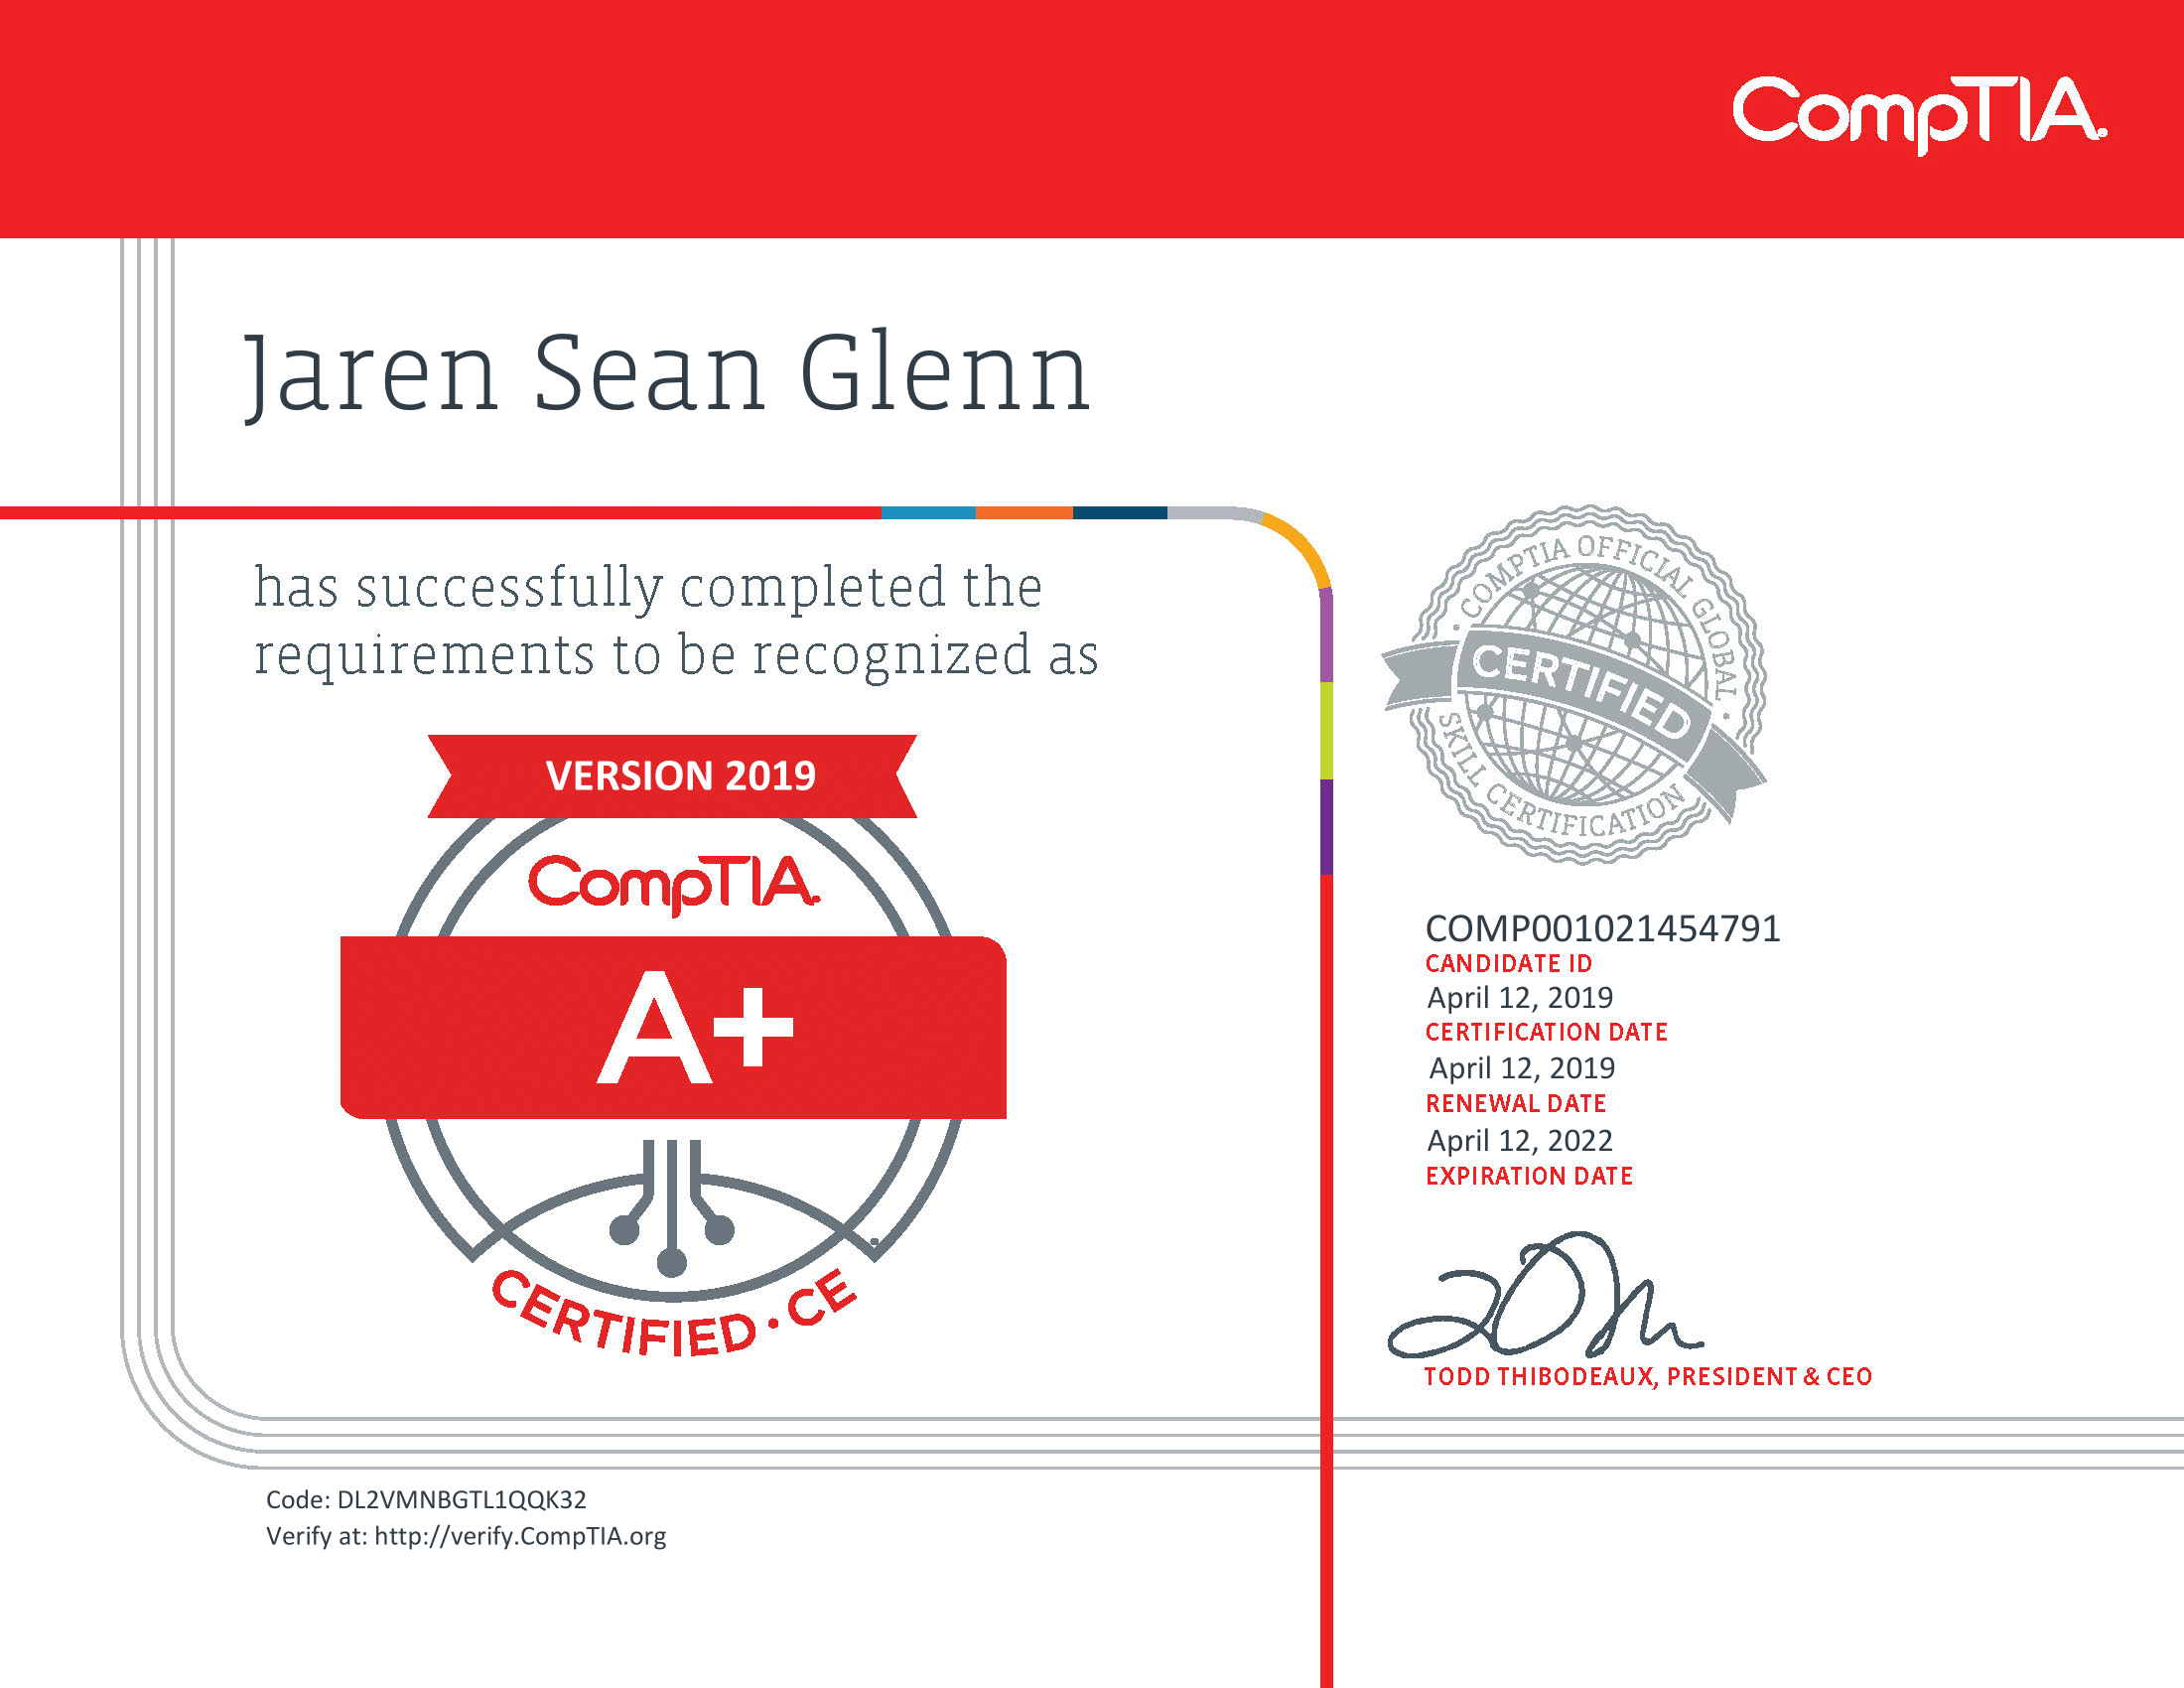 CompTIA.
Jaren Sean Glenn
has successfully completed the
requirements to be recognized as
VERSION 2019
CompTIA.
A+
CERTIFIED · CE
· COMPTIA OFFICIAL GLOBAL ·
CERTIFIED
SKILL CERTIFICATION
COMP001021454791
CANDIDATE ID
April 12, 2019
CERTIFICATION DATE
April 12, 2019
RENEWAL DATE
April 12, 2022
EXPIRATION DATE
TODD THIBODEAUX, PRESIDENT & CEO
Code: DL2VMNBGTL1QQK32
Verify at: http://verify.CompTIA.org